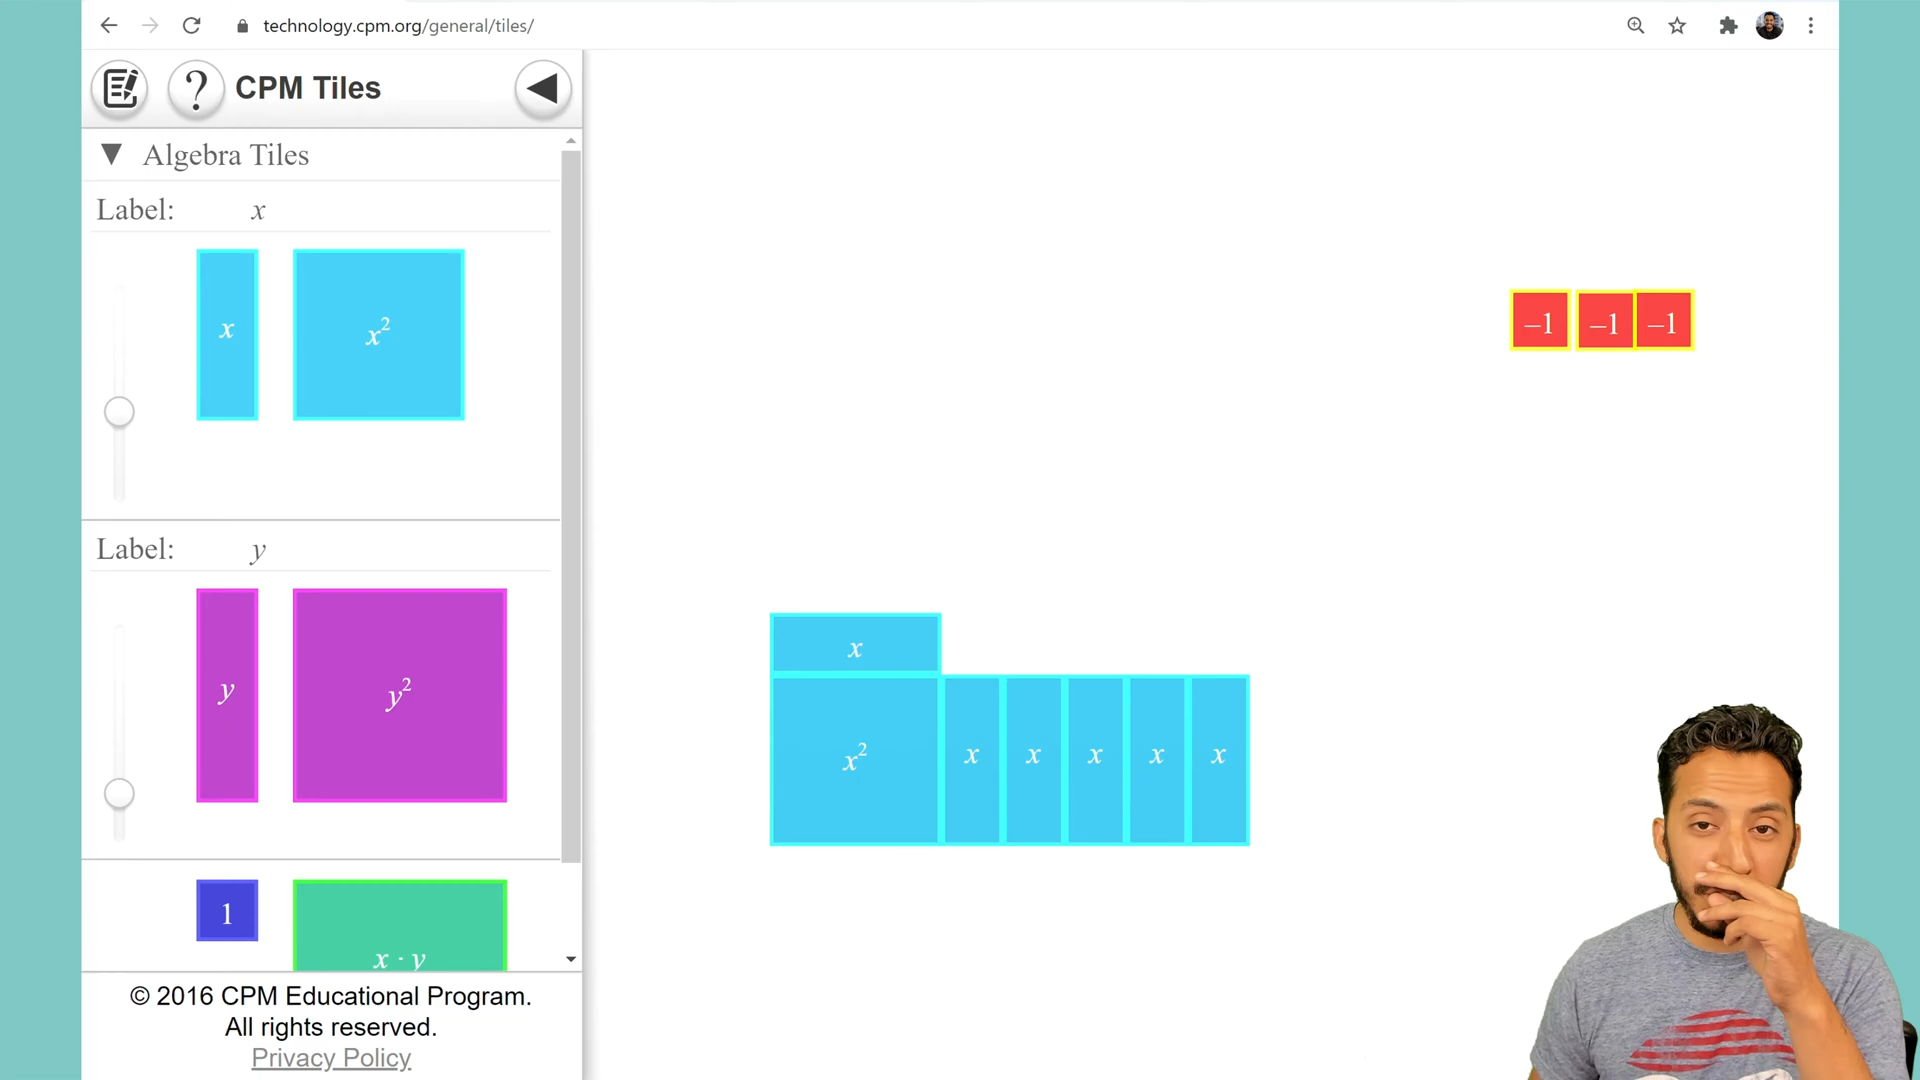 technology.cpm.org/general/tiles/
? CPM Tiles
Algebra Tiles
Label: x
x x²
Label: y
y y²
1 x · y
© 2016 CPM Educational Program.
All rights reserved.
Privacy Policy
–1 –1 –1
x
x² x x x x x